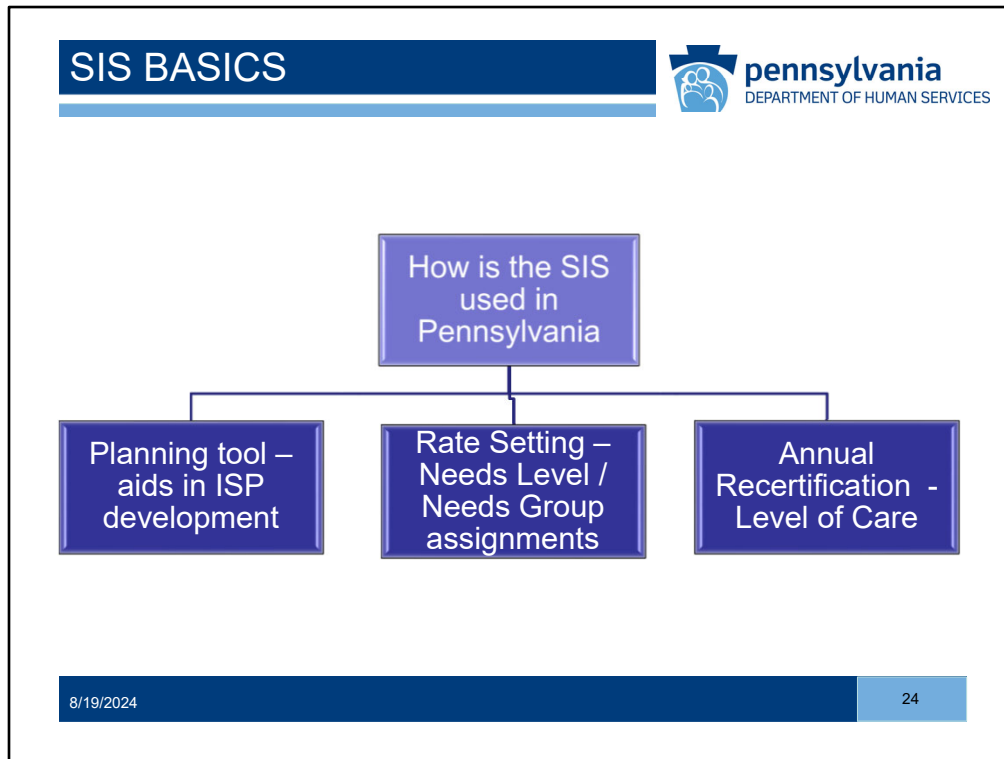 SIS BASICS
pennsylvania
DEPARTMENT OF HUMAN SERVICES
How is the SIS
used in
Pennsylvania
Planning tool –
aids in ISP
development
Rate Setting –
Needs Level /
Needs Group
assignments
Annual
Recertification -
Level of Care
8/19/2024
24